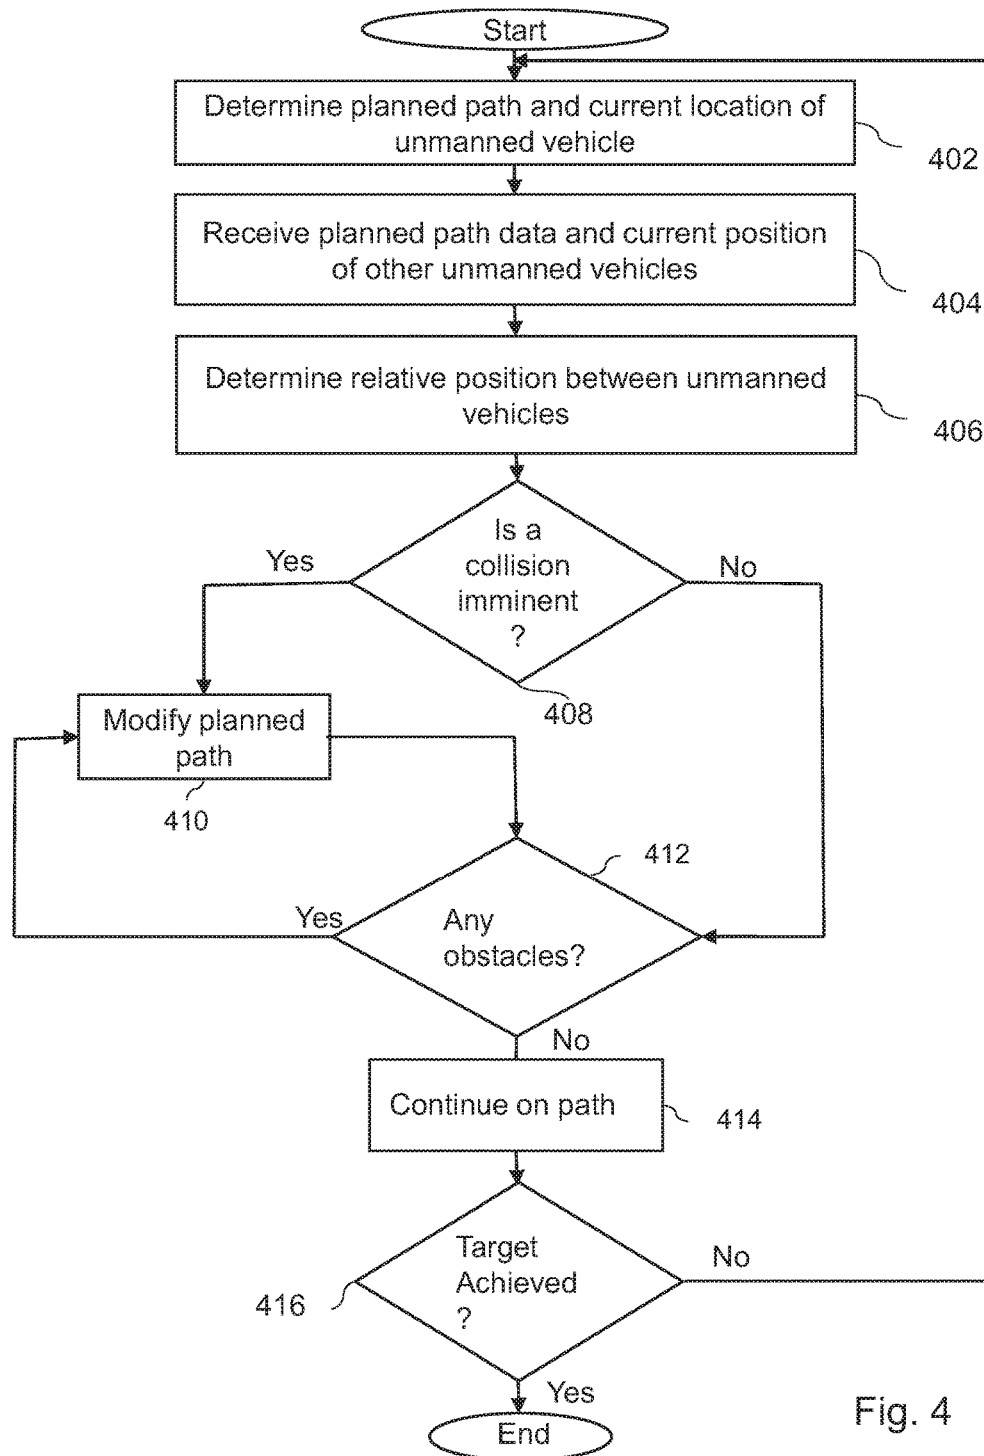 Start
Determine planned path and current location of
unmanned vehicle
402
Receive planned path data and current position
of other unmanned vehicles
404
Determine relative position between unmanned
vehicles
406
Is a
collision
imminent
?
Yes
No
408
Modify planned
path
410
412
Any
obstacles?
Yes
No
Continue on path
414
Target
Achieved
?
No
416
Yes
End
Fig. 4